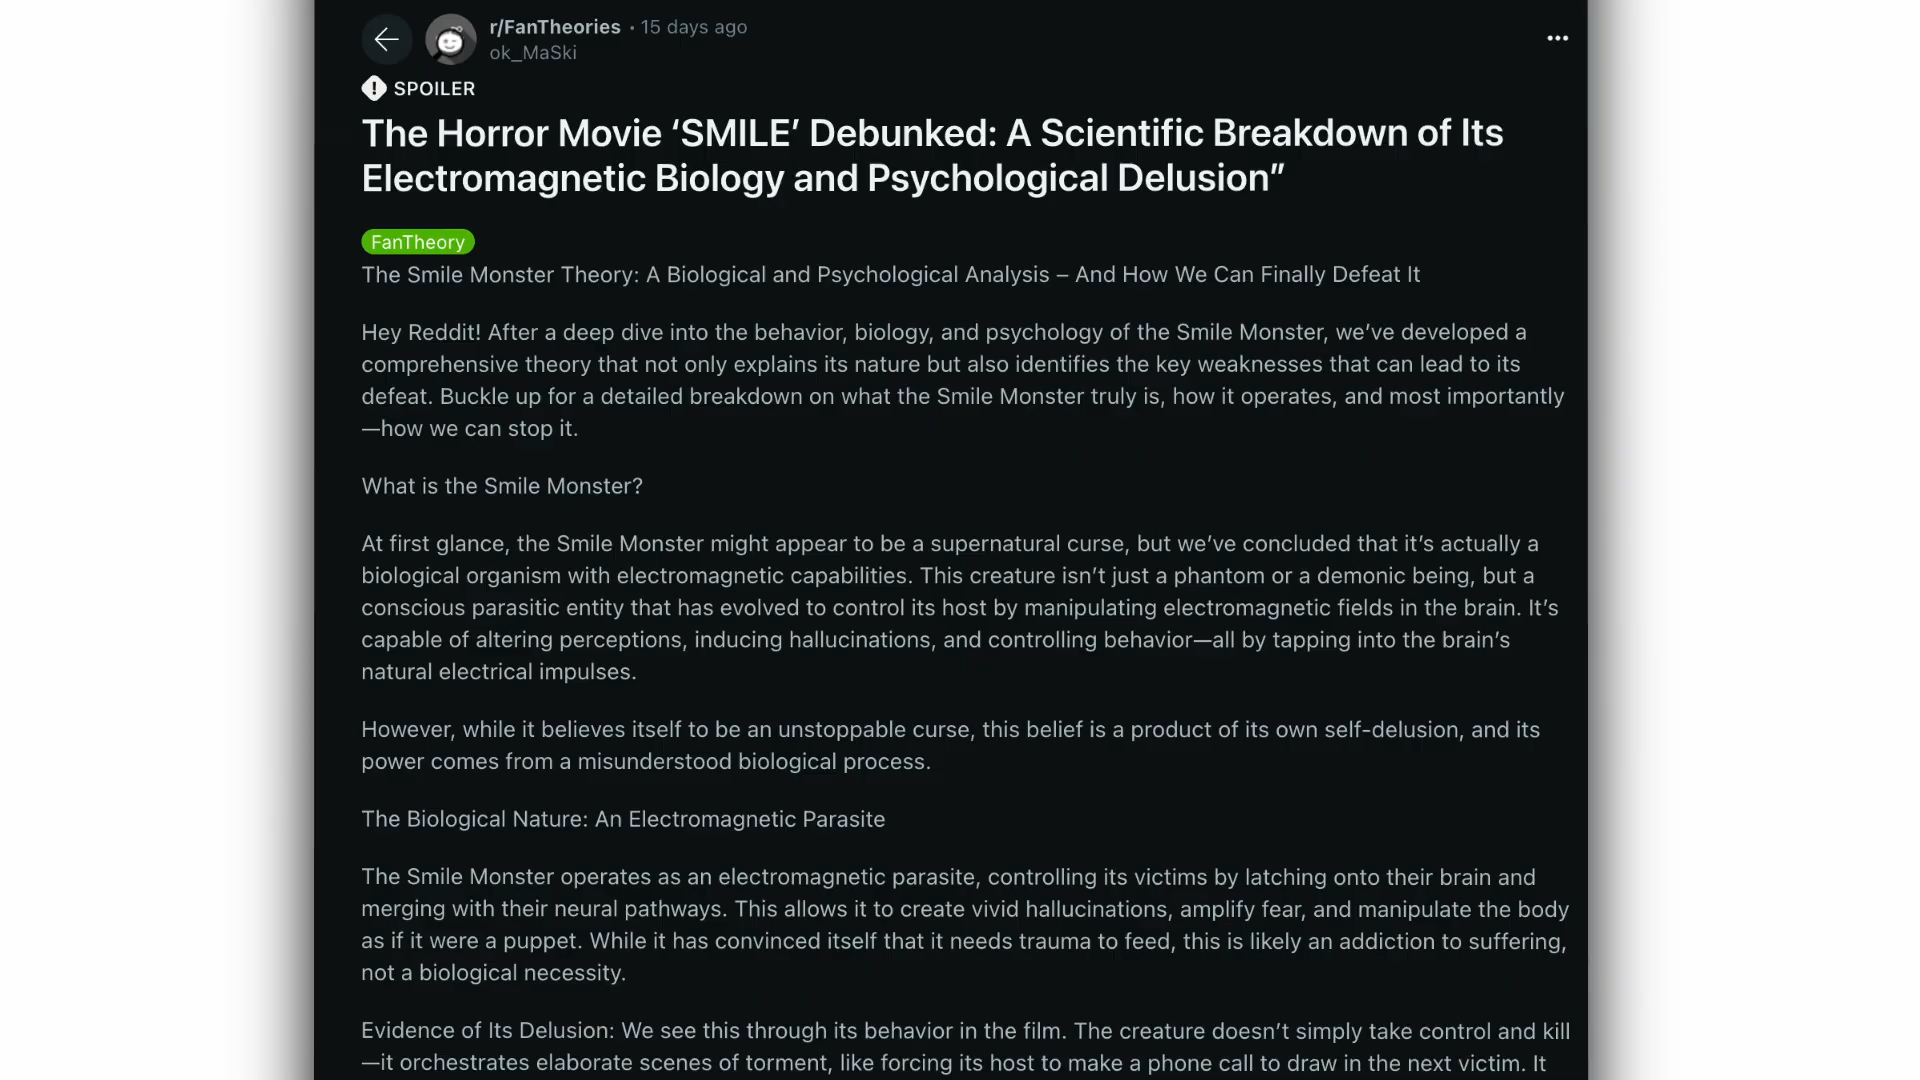 r/FanTheories • 15 days ago
ok_MaSki
SPOILER
The Horror Movie ‘SMILE’ Debunked: A Scientific Breakdown of Its
Electromagnetic Biology and Psychological Delusion”
FanTheory
The Smile Monster Theory: A Biological and Psychological Analysis – And How We Can Finally Defeat It
Hey Reddit! After a deep dive into the behavior, biology, and psychology of the Smile Monster, we’ve developed a
comprehensive theory that not only explains its nature but also identifies the key weaknesses that can lead to its
defeat. Buckle up for a detailed breakdown on what the Smile Monster truly is, how it operates, and most importantly
—how we can stop it.
What is the Smile Monster?
At first glance, the Smile Monster might appear to be a supernatural curse, but we’ve concluded that it’s actually a
biological organism with electromagnetic capabilities. This creature isn’t just a phantom or a demonic being, but a
conscious parasitic entity that has evolved to control its host by manipulating electromagnetic fields in the brain. It’s
capable of altering perceptions, inducing hallucinations, and controlling behavior—all by tapping into the brain’s
natural electrical impulses.
However, while it believes itself to be an unstoppable curse, this belief is a product of its own self-delusion, and its
power comes from a misunderstood biological process.
The Biological Nature: An Electromagnetic Parasite
The Smile Monster operates as an electromagnetic parasite, controlling its victims by latching onto their brain and
merging with their neural pathways. This allows it to create vivid hallucinations, amplify fear, and manipulate the body
as if it were a puppet. While it has convinced itself that it needs trauma to feed, this is likely an addiction to suffering,
not a biological necessity.
Evidence of Its Delusion: We see this through its behavior in the film. The creature doesn’t simply take control and kill
—it orchestrates elaborate scenes of torment, like forcing its host to make a phone call to draw in the next victim. It